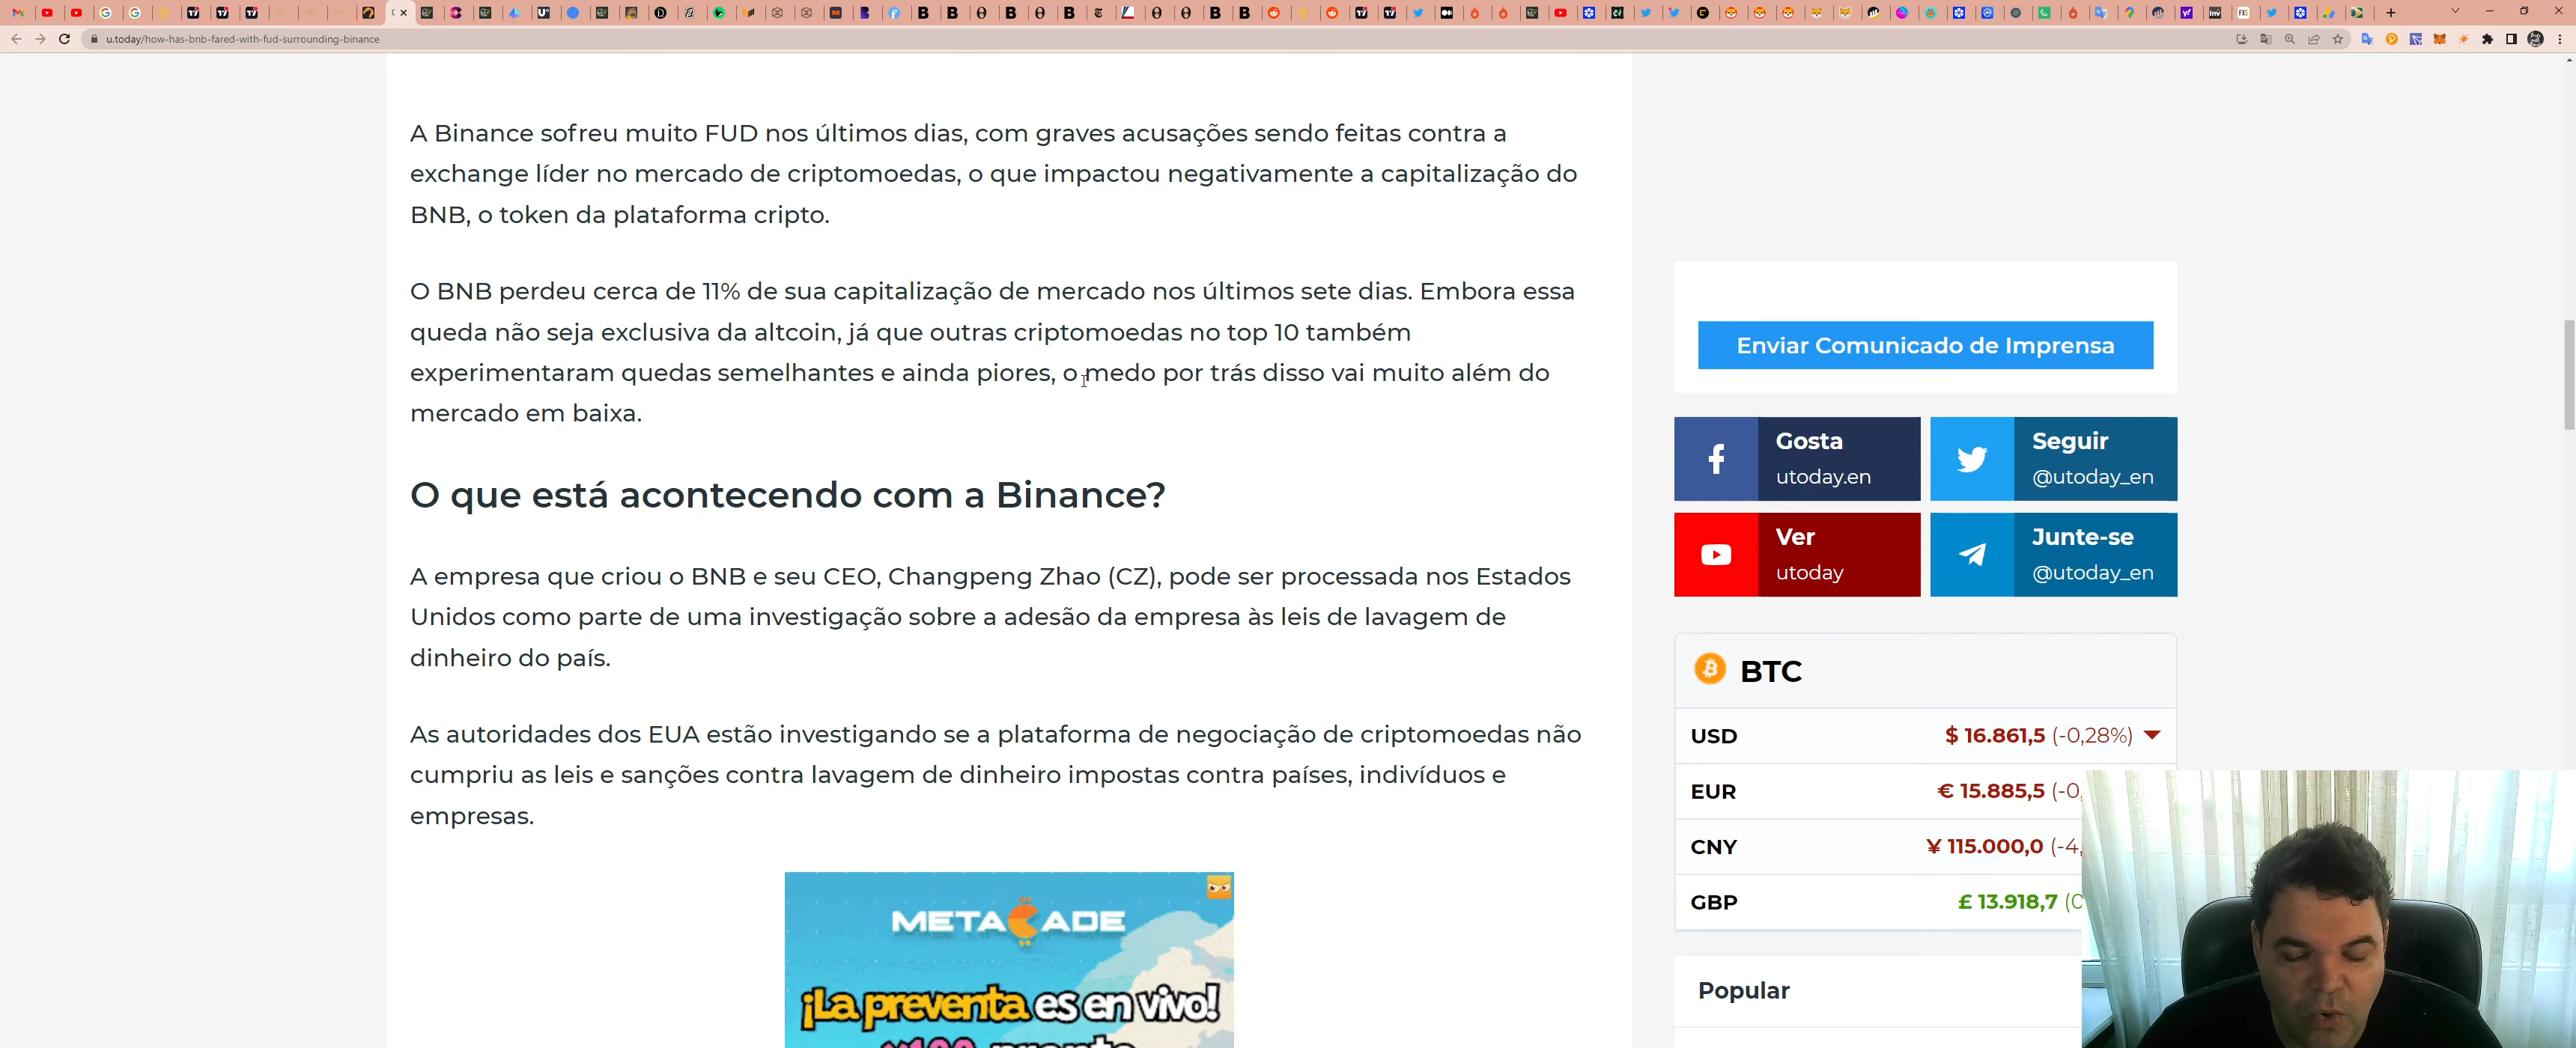 u.today/how-has-bnb-fared-with-fud-surrounding-binance
A Binance sofreu muito FUD nos últimos dias, com graves acusações sendo feitas contra a
exchange líder no mercado de criptomoedas, o que impactou negativamente a capitalização do
BNB, o token da plataforma cripto.
O BNB perdeu cerca de 11% de sua capitalização de mercado nos últimos sete dias. Embora essa
queda não seja exclusiva da altcoin, já que outras criptomoedas no top 10 também
experimentaram quedas semelhantes e ainda piores, o medo por trás disso vai muito além do
mercado em baixa.
O que está acontecendo com a Binance?
A empresa que criou o BNB e seu CEO, Changpeng Zhao (CZ), pode ser processada nos Estados
Unidos como parte de uma investigação sobre a adesão da empresa às leis de lavagem de
dinheiro do país.
As autoridades dos EUA estão investigando se a plataforma de negociação de criptomoedas não
cumpriu as leis e sanções contra lavagem de dinheiro impostas contra países, indivíduos e
empresas.
METACADE
¡La preventa es en vivo!
Enviar Comunicado de Imprensa
Gosta
utoday.en
Seguir
@utoday_en
Ver
utoday
Junte-se
@utoday_en
BTC
USD $ 16.861,5 (-0,28%)
EUR € 15.885,5 (-0,
CNY ¥ 115.000,0 (-4,
GBP £ 13.918,7 (0
Popular